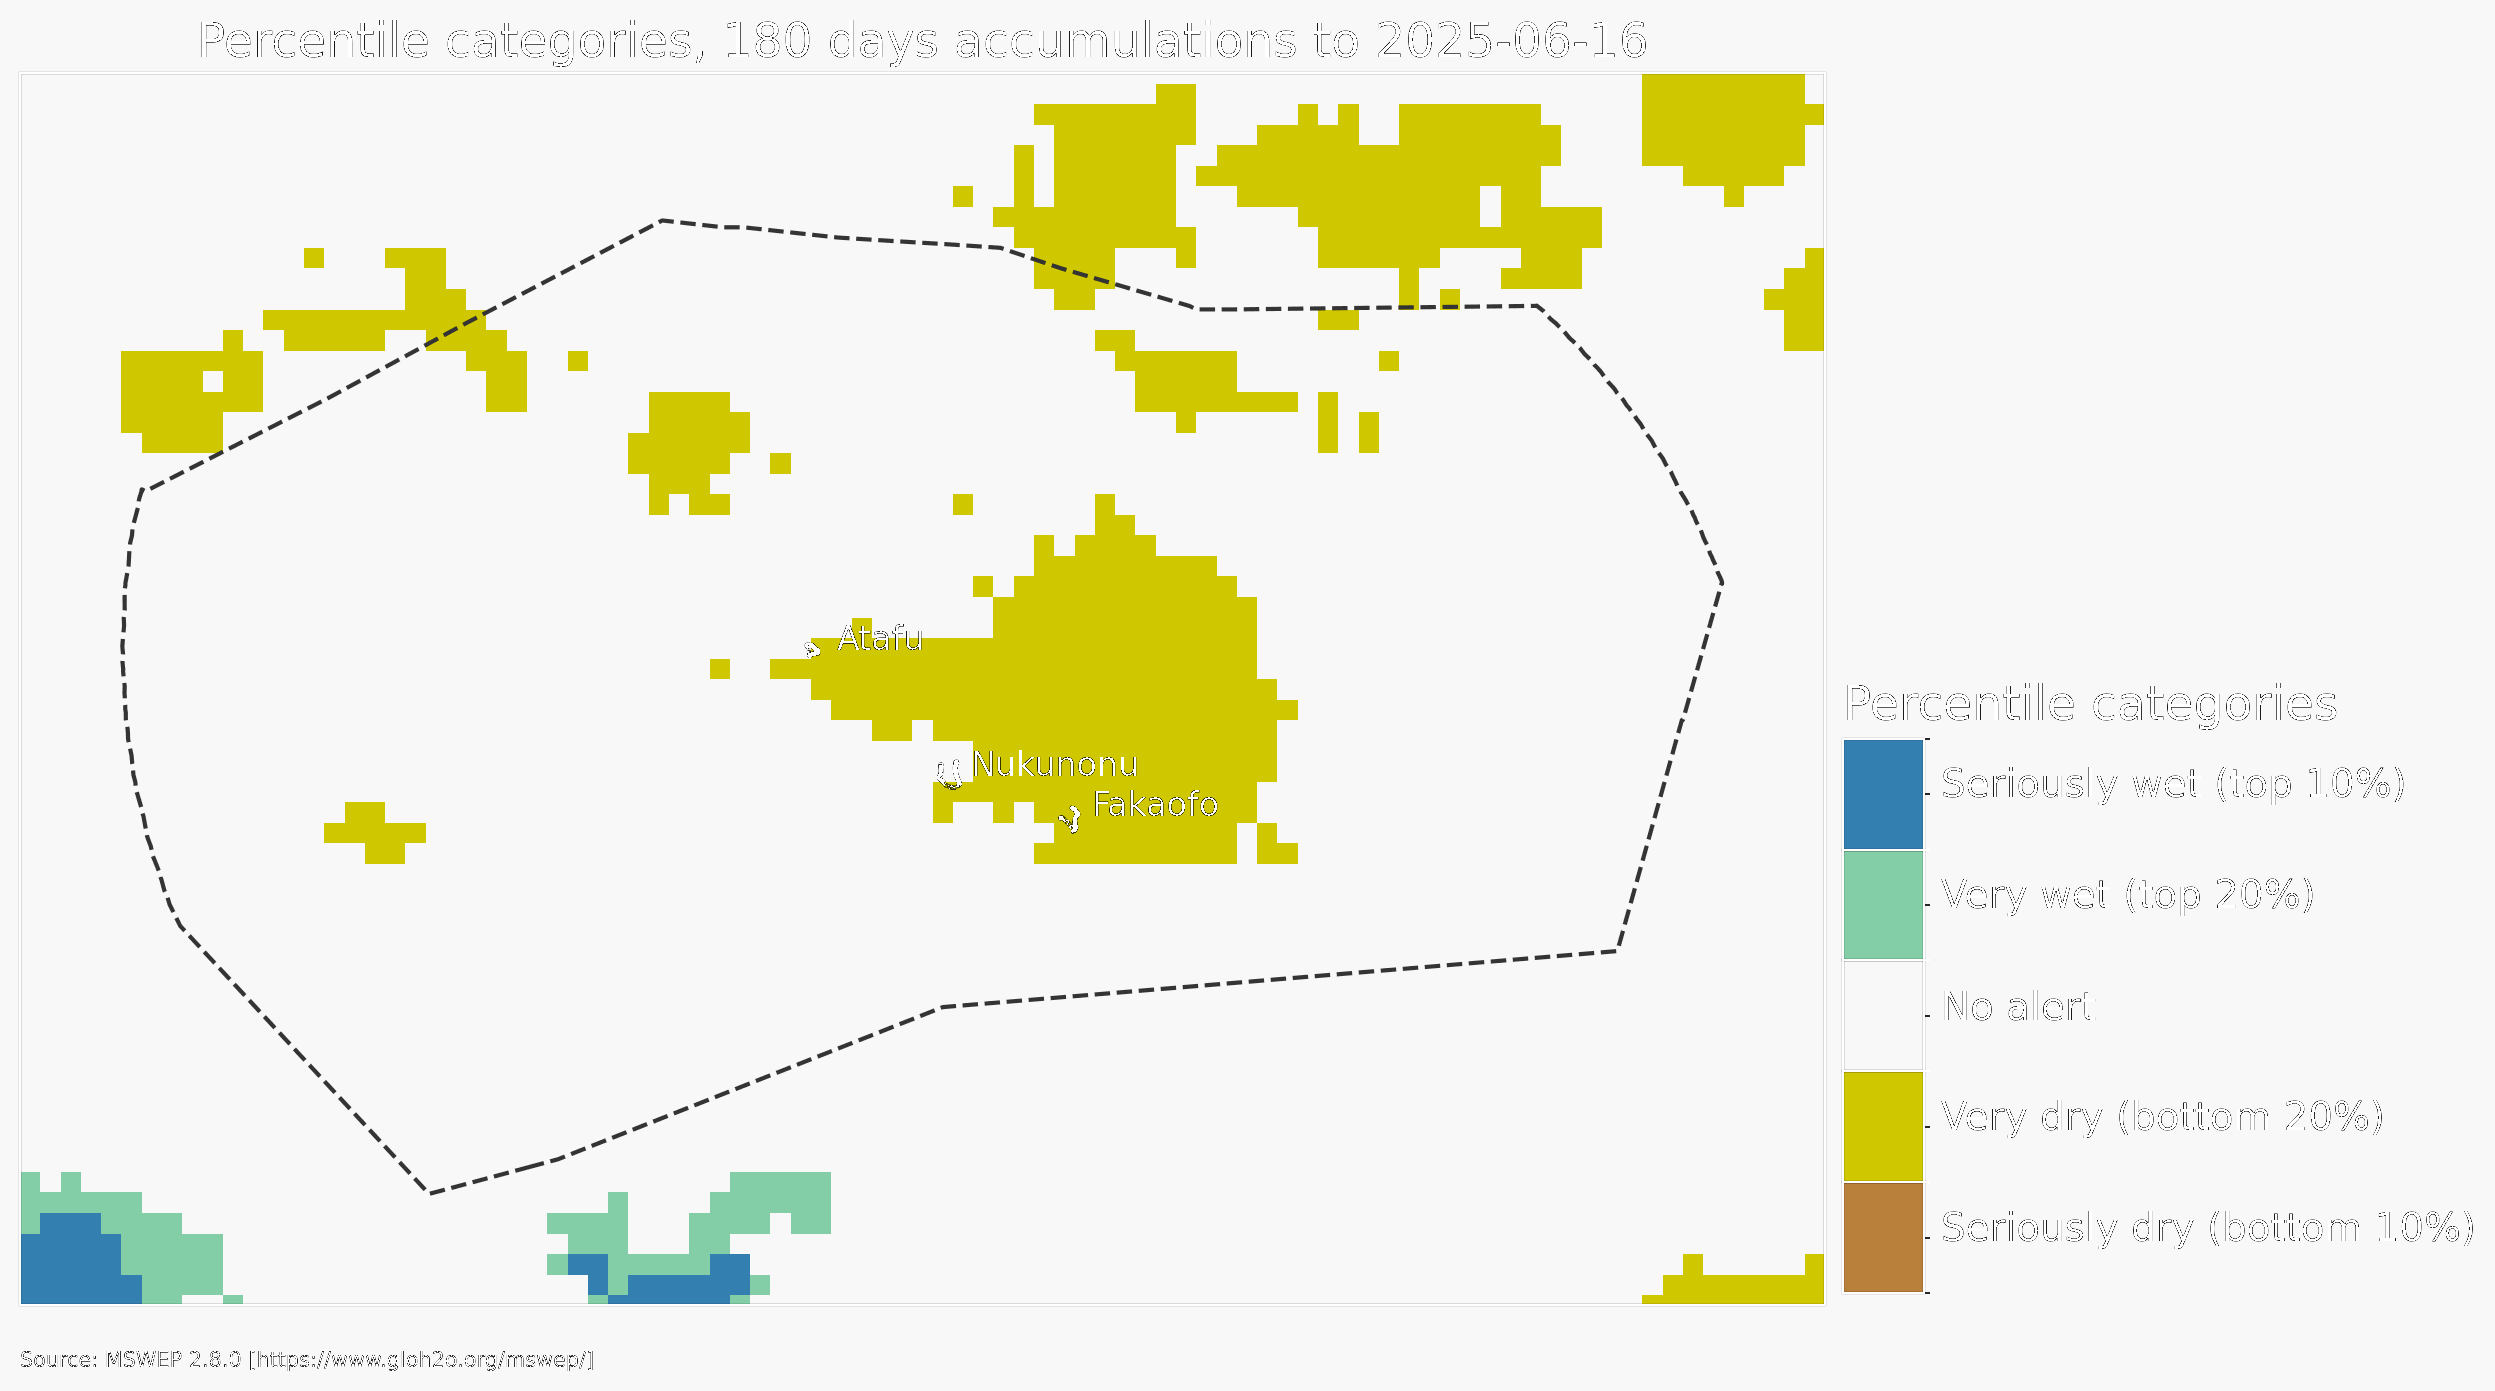 Percentile categories, 180 days accumulations to 2025-06-16
Atafu
Nukunonu
Fakaofo
Percentile categories
Seriously wet (top 10%)
Very wet (top 20%)
No alert
Very dry (bottom 20%)
Seriously dry (bottom 10%)
Source: MSWEP 2.8.0 [https://www.gloh2o.org/mswep/]